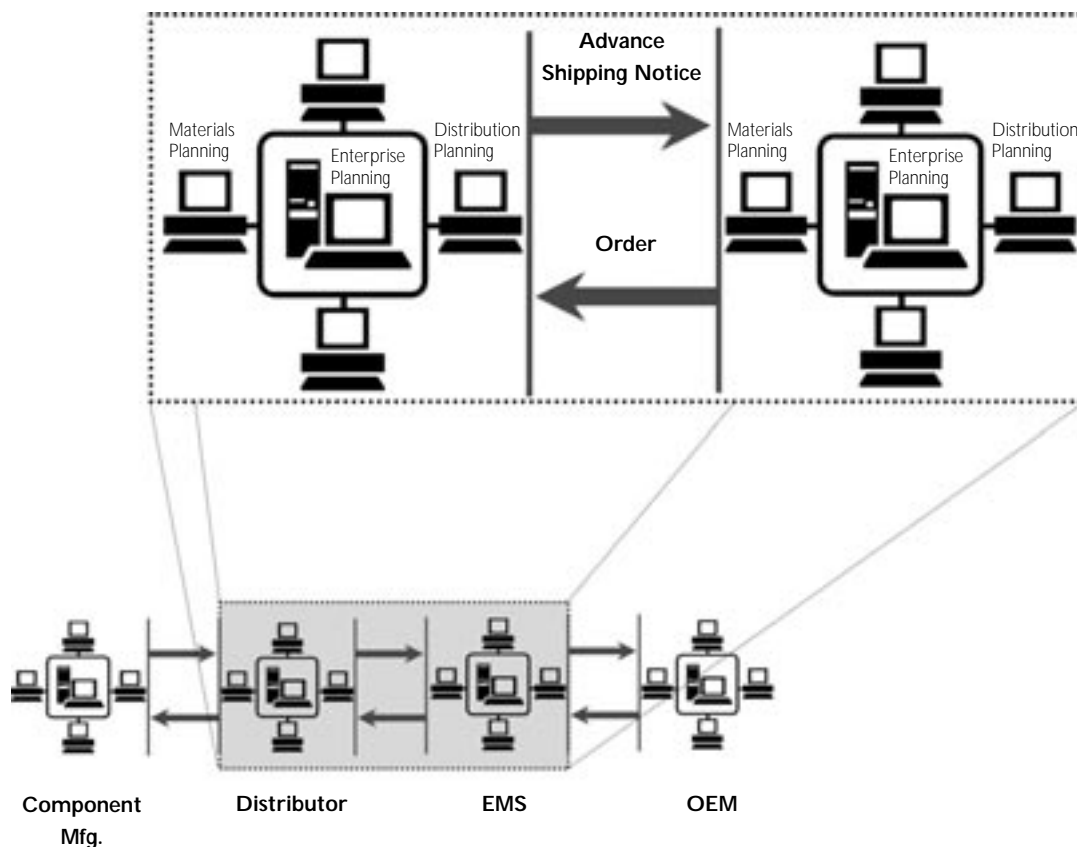 Advance
Shipping Notice
Materials
Planning
Enterprise
Planning
Distribution
Planning
Materials
Planning
Enterprise
Planning
Distribution
Planning
Order
Component
Mfg.
Distributor
EMS
OEM